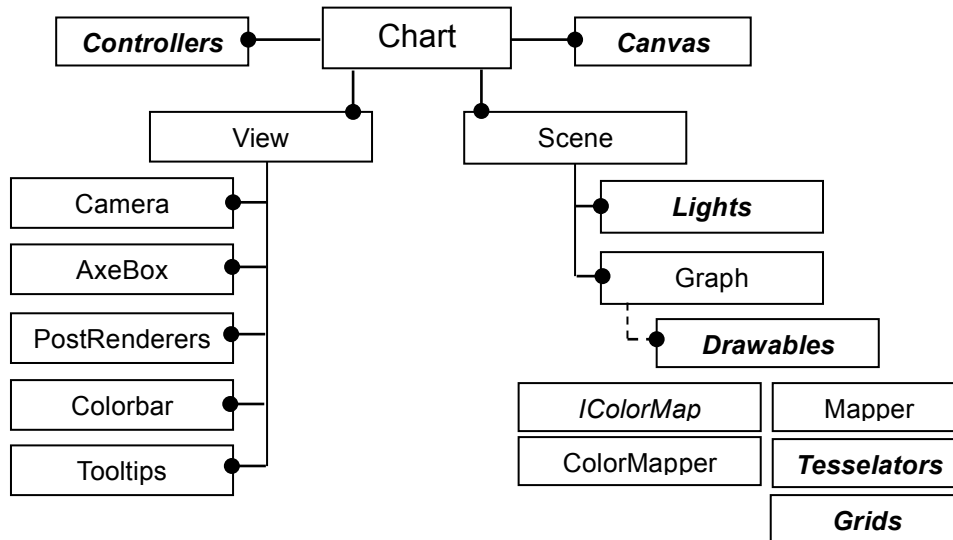 Controllers
Chart
Canvas
View
Scene
Camera
Lights
AxeBox
Graph
PostRenderers
Drawables
Colorbar
IColorMap
Mapper
Tooltips
ColorMapper
Tesselators
Grids